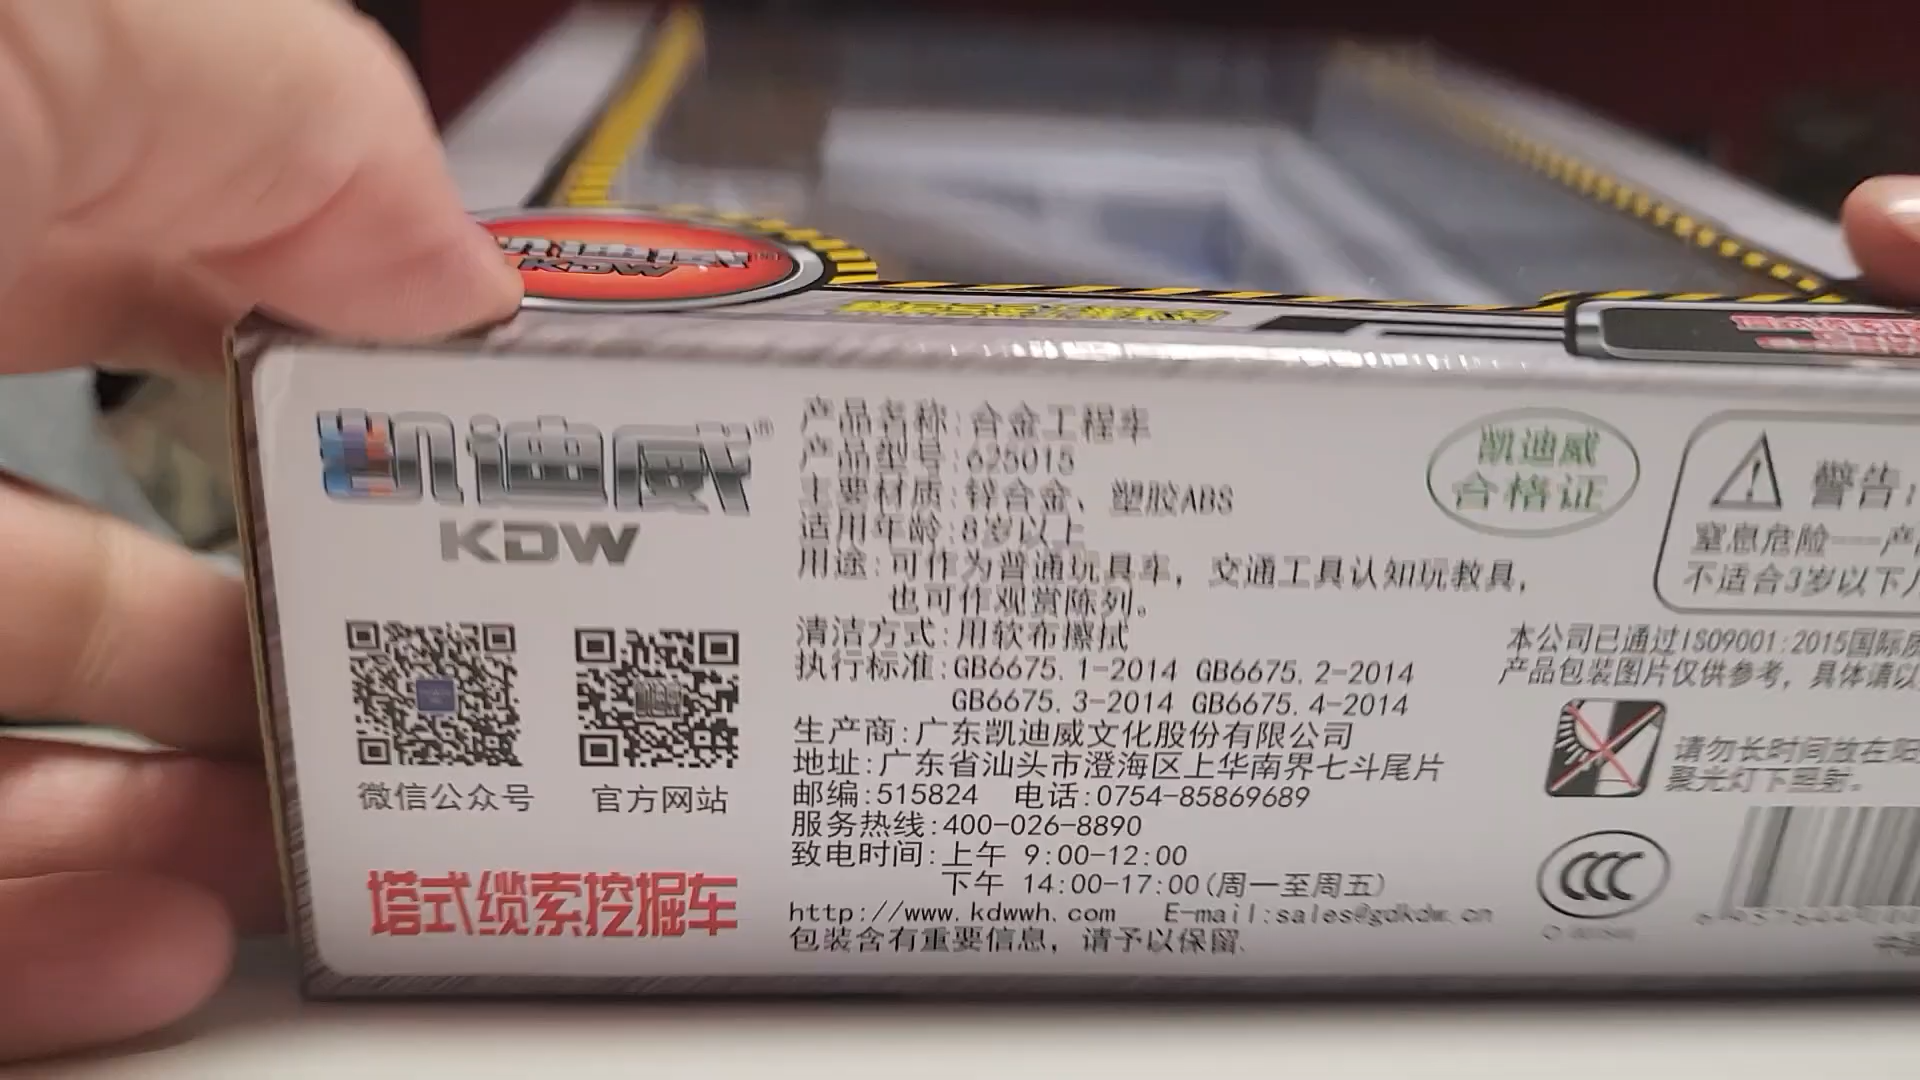 凯迪威®
KDW
微信公众号
官方网站
塔式缆索挖掘车
产品名称:合金工程车
产品型号:625015
主要材质:锌合金、塑胶ABS
适用年龄:8岁以上
用途:可作为普通玩具车，交通工具认知玩教具，
也可作观赏陈列。
清洁方式:用软布擦拭
执行标准:GB6675.1-2014 GB6675.2-2014
GB6675.3-2014 GB6675.4-2014
生产商:广东凯迪威文化股份有限公司
地址:广东省汕头市澄海区上华南界七斗尾片
邮编:515824 电话:0754-85869689
服务热线:400-026-8890
致电时间:上午 9:00-12:00
下午 14:00-17:00(周一至周五)
http://www.kdwwh.com E-mail:sales@gdkdw.cn
包装含有重要信息，请予以保留.
凯迪威
合格证
警告:
窒息危险——产
不适合3岁以下
本公司已通过ISO9001:2015国际质
产品包装图片仅供参考，具体请以
请勿长时间放在阳
聚光灯下照射。
CCC
KDW